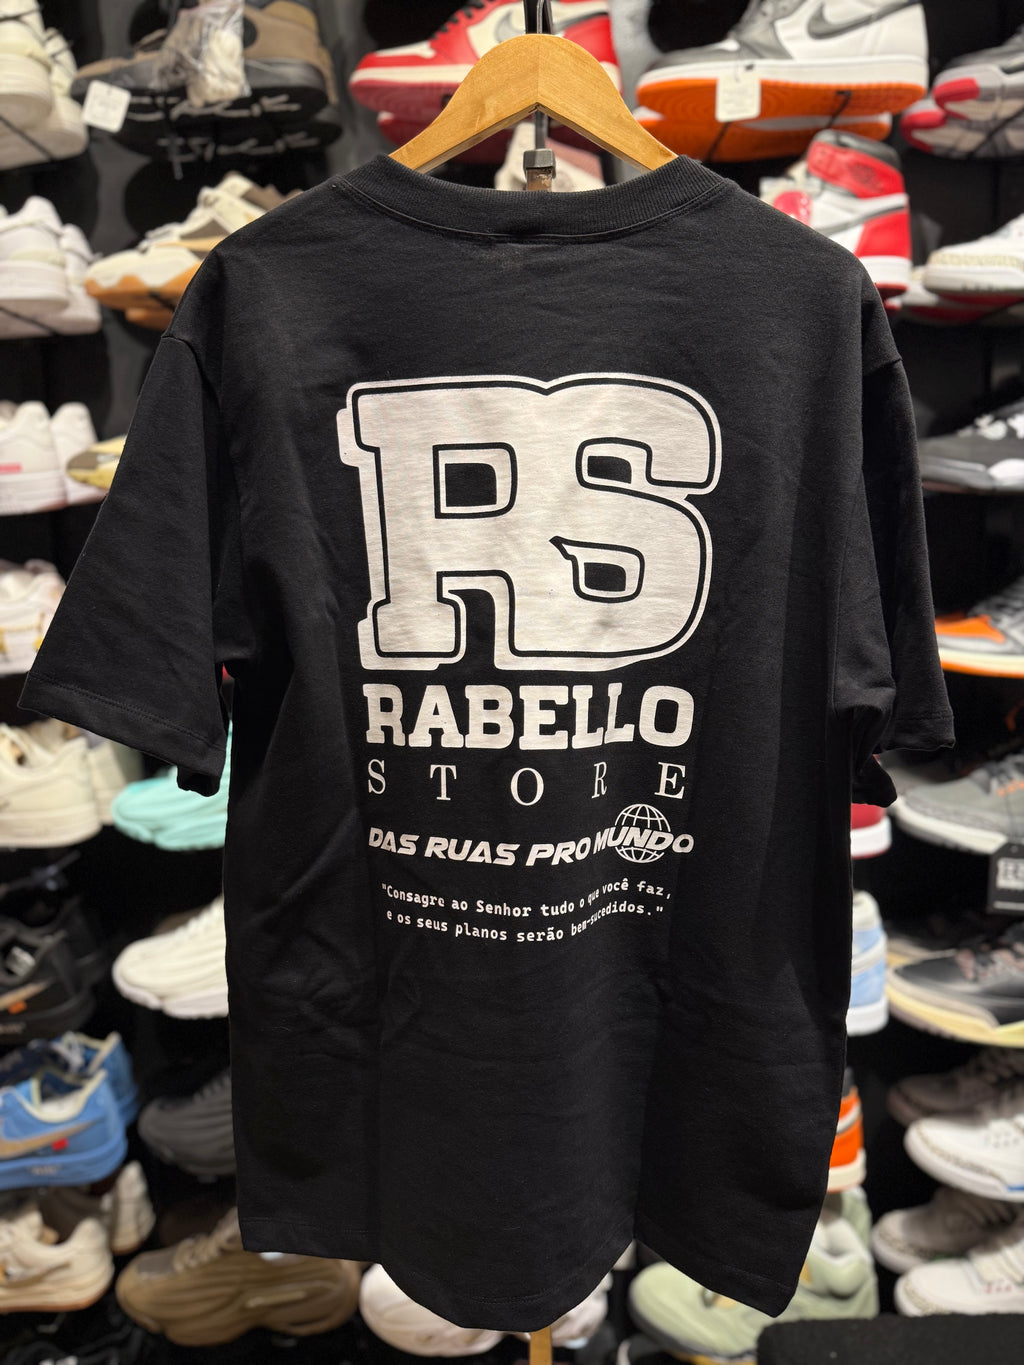 RS
RABELLO
STORE
DAS RUAS PRO MUNDO
"Consagre ao Senhor tudo o que você faz,
e os seus planos serão bem-sucedidos."